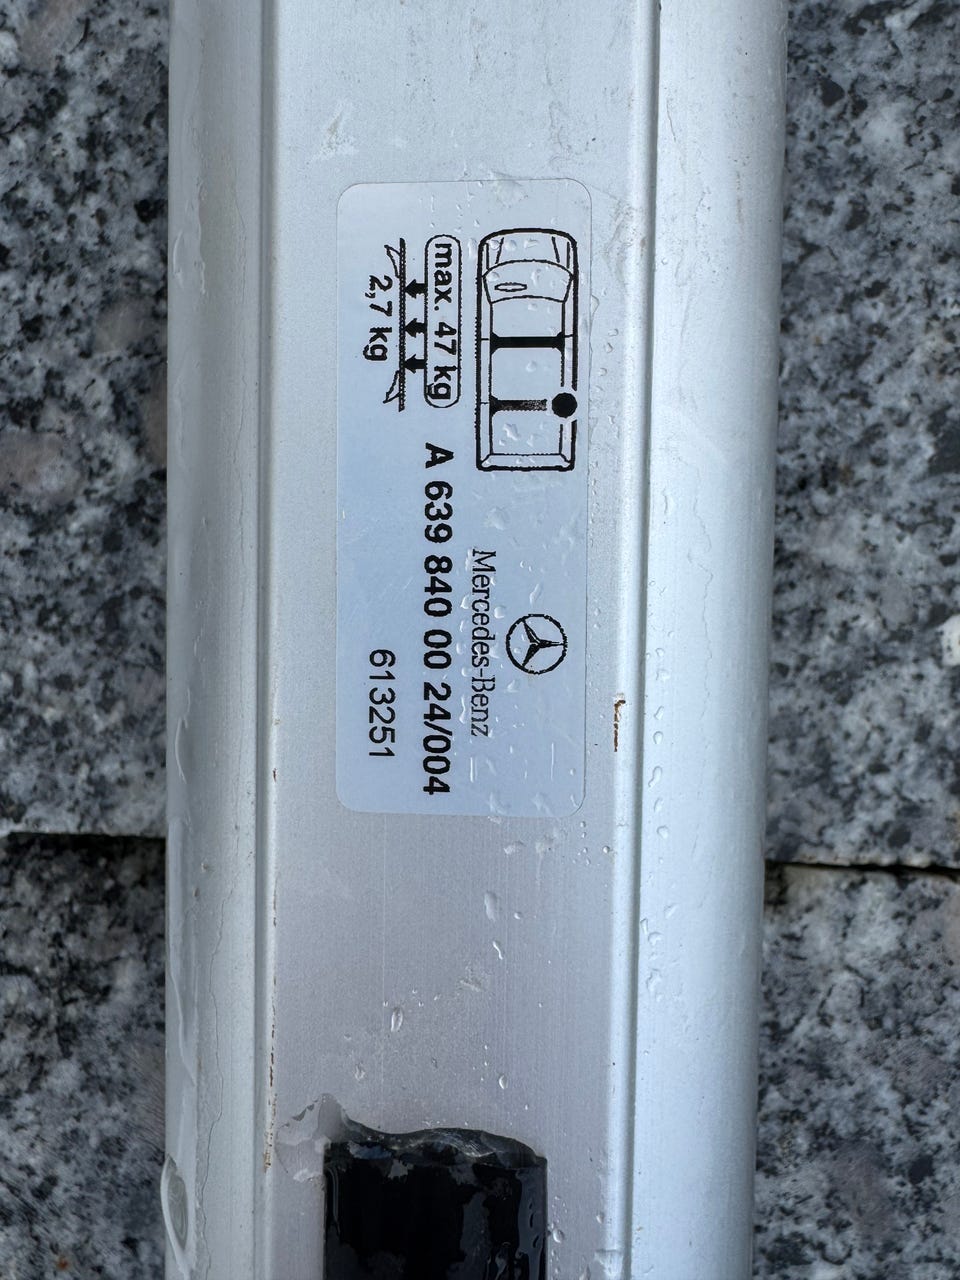 Mercedes-Benz
max. 47 kg
A 639 840 00 24/004
2,7 kg
613251